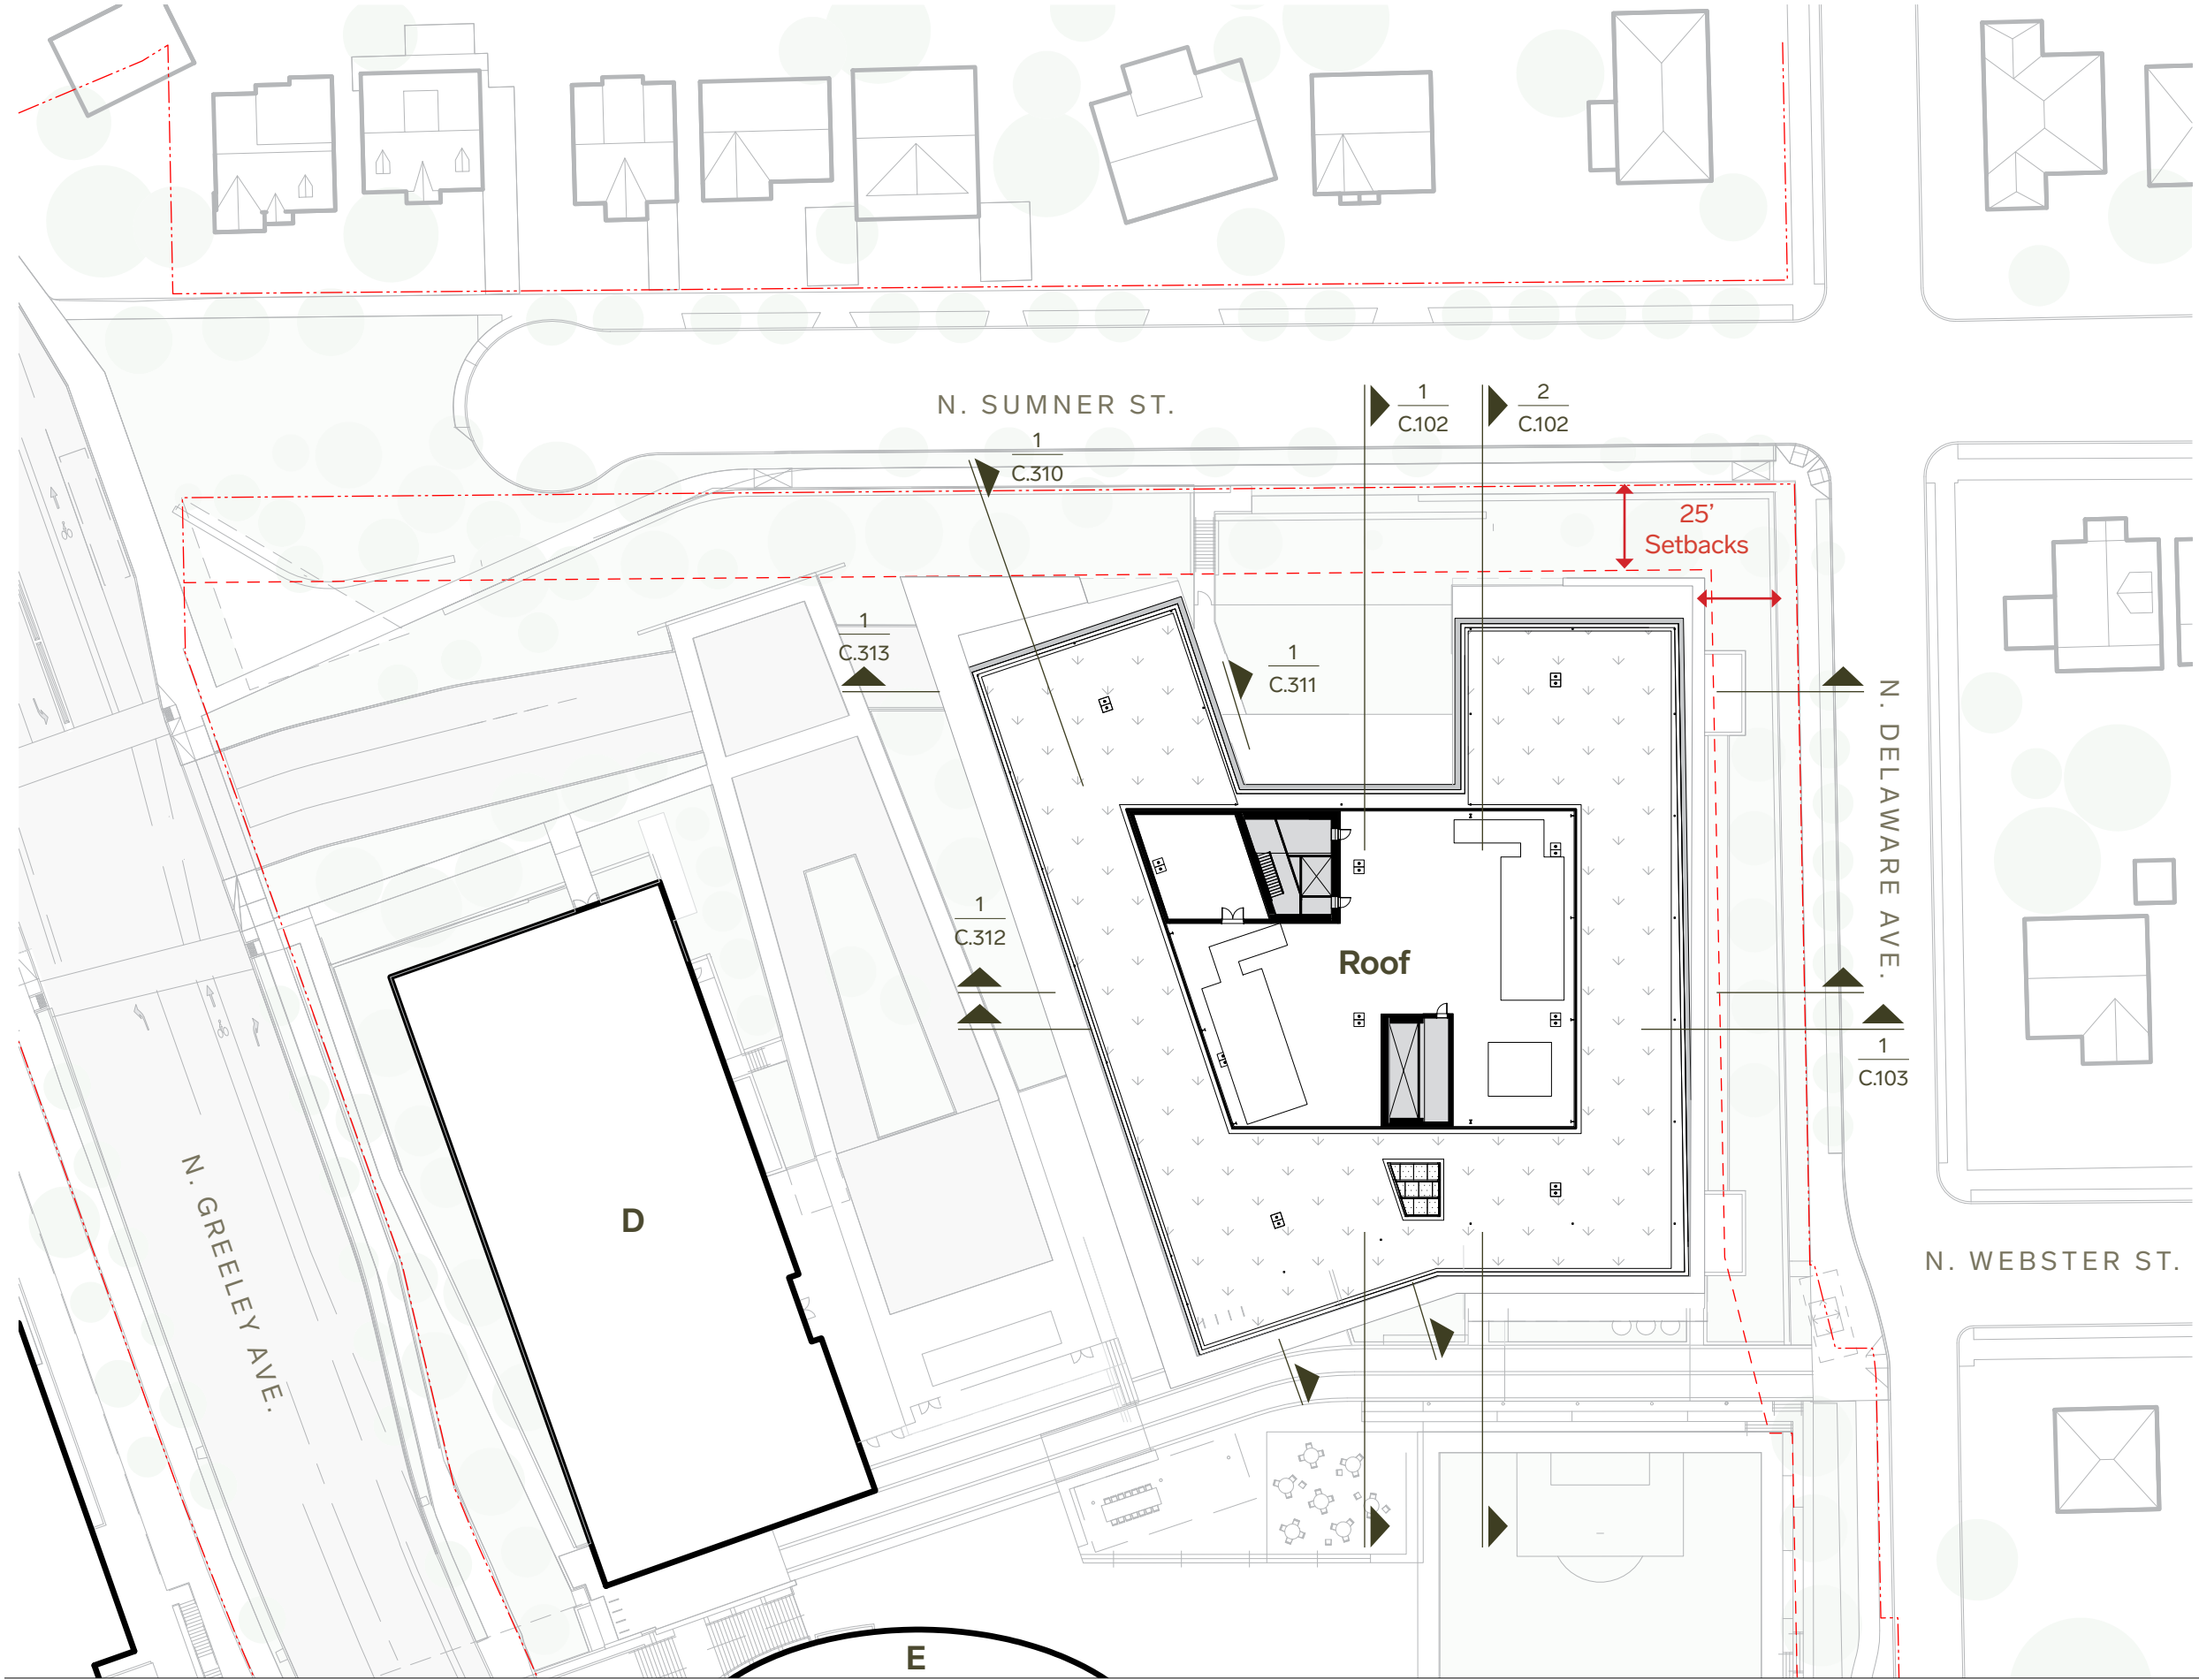 N. SUMNER ST.
1
C.102
2
C.102
1
C.310
25’
Setbacks
1
C.313
1
C.311
N. DELAWARE AVE.
1
C.312
Roof
1
C.103
D
N. GREELEY AVE.
N. WEBSTER ST.
E